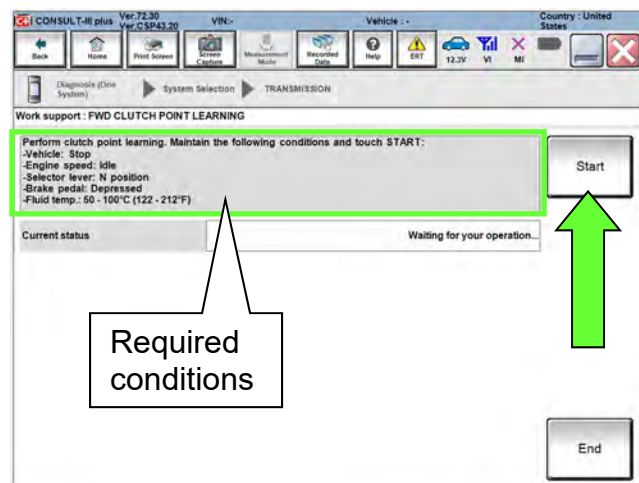 CONSULT-III plus Ver.72.30 VIN:- Vehicle : - Country : United
Ver.CSP43.20 States
Back Home Print Screen Screen Capture Measurement Mode Recorded Data Help ERT 12.3V VI MI
Diagnosis (One System) System Selection TRANSMISSION
Work support : FWD CLUTCH POINT LEARNING
Perform clutch point learning. Maintain the following conditions and touch START:
-Vehicle: Stop
-Engine speed: Idle
-Selector lever: N position
-Brake pedal: Depressed
-Fluid temp.: 50 - 100°C (122 - 212°F)
Start
Current status Waiting for your operation...
Required
conditions
End